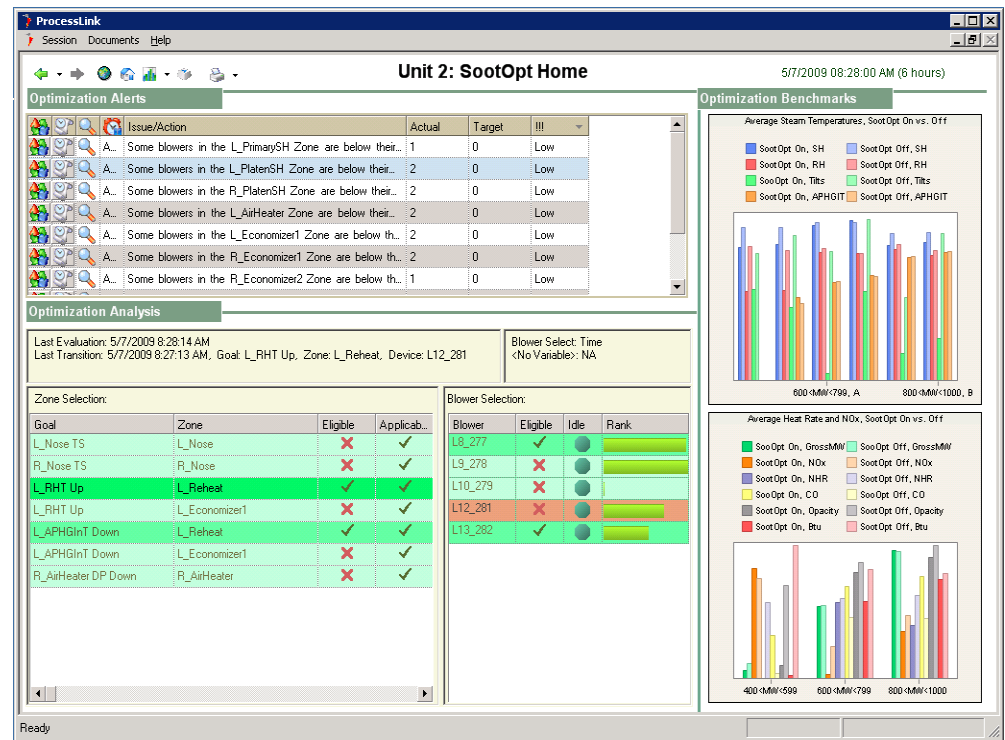 ProcessLink
Session Documents Help
Unit 2: SootOpt Home
5/7/2009 08:28:00 AM (6 hours)
Optimization Alerts
Issue/Action Actual Target !!!
A... Some blowers in the L_PrimarySH Zone are below their... 1 0 Low
A... Some blowers in the L_PlatenSH Zone are below their... 2 0 Low
A... Some blowers in the R_PlatenSH Zone are below their... 2 0 Low
A... Some blowers in the L_AirHeater Zone are below their... 2 0 Low
A... Some blowers in the L_Economizer1 Zone are below th... 2 0 Low
A... Some blowers in the R_Economizer1 Zone are below th... 2 0 Low
A... Some blowers in the R_Economizer2 Zone are below th... 1 0 Low
Optimization Analysis
Last Evaluation: 5/7/2009 8:28:14 AM
Last Transition: 5/7/2009 8:27:13 AM, Goal: L_RHT Up, Zone: L_Reheat, Device: L12_281
Blower Select: Time
<No Variable>: NA
Zone Selection:
Goal Zone Eligible Applicab...
L_Nose TS L_Nose
R_Nose TS R_Nose
L_RHT Up L_Reheat
L_RHT Up L_Economizer1
L_APHGInT Down L_Reheat
L_APHGInT Down L_Economizer1
R_AirHeater DP Down R_AirHeater
Blower Selection:
Blower Eligible Idle Rank
L8_277
L9_278
L10_279
L12_281
L13_282
Optimization Benchmarks
Average Steam Temperatures, SootOpt On vs. Off
SootOpt On, SH SootOpt Off, SH
SootOpt On, RH SootOpt Off, RH
SooOpt On, Tilts SootOpt Off, Tilts
SootOpt On, APHGIT SootOpt Off, APHGIT
600<MW<799, A 800<MW<1000, B
Average Heat Rate and NOx, SootOpt On vs. Off
SooOpt On, GrossMW SootOpt Off, GrossMW
SootOpt On, NOx SootOpt Off, NOx
SootOpt On, NHR SootOpt Off, NHR
SooOpt On, CO SootOpt Off, CO
SootOpt On, Opacity SootOpt Off, Opacity
SootOpt On, Btu SootOpt Off, Btu
400<MW<599 600<MW<799 800<MW<1000
Ready